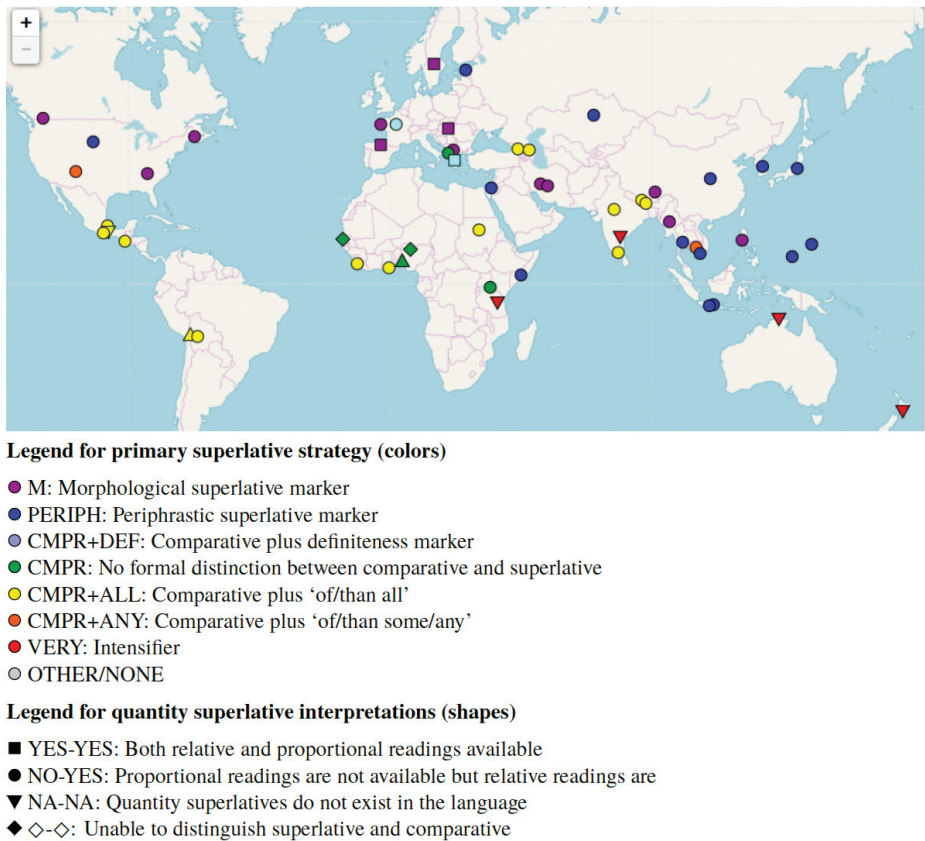 +
−
Legend for primary superlative strategy (colors)
M: Morphological superlative marker
PERIPH: Periphrastic superlative marker
CMPR+DEF: Comparative plus definiteness marker
CMPR: No formal distinction between comparative and superlative
CMPR+ALL: Comparative plus ‘of/than all’
CMPR+ANY: Comparative plus ‘of/than some/any’
VERY: Intensifier
OTHER/NONE
Legend for quantity superlative interpretations (shapes)
■ YES-YES: Both relative and proportional readings available
● NO-YES: Proportional readings are not available but relative readings are
▼ NA-NA: Quantity superlatives do not exist in the language
◆ ◇-◇: Unable to distinguish superlative and comparative